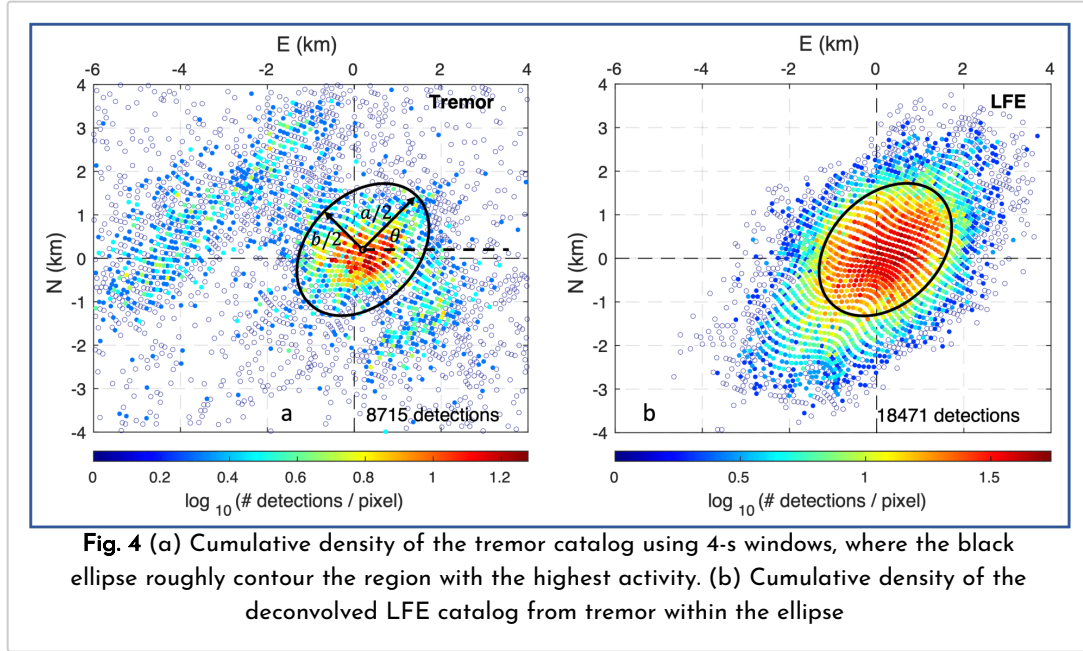 E (km)
-6 -4 -2 0 2 4
4
3
2
1
0
-1
-2
-3
-4
N (km)
Tremor
a/2
b/2
θ
a
8715 detections
0 0.2 0.4 0.6 0.8 1 1.2
log 10 (# detections / pixel)
E (km)
-6 -4 -2 0 2 4
4
3
2
1
0
-1
-2
-3
-4
N (km)
LFE
b
18471 detections
0 0.5 1 1.5
log 10 (# detections / pixel)
Fig. 4 (a) Cumulative density of the tremor catalog using 4-s windows, where the black
ellipse roughly contour the region with the highest activity. (b) Cumulative density of the
deconvolved LFE catalog from tremor within the ellipse